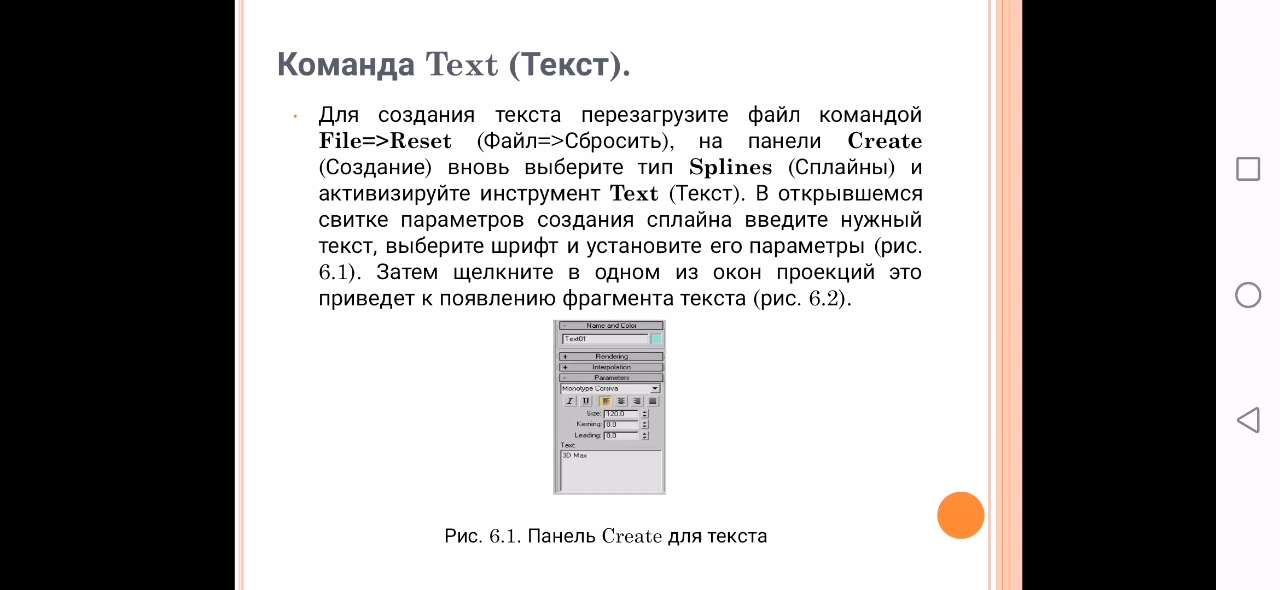 Команда Text (Текст).
Для создания текста перезагрузите файл командой
File=>Reset (Файл=>Сбросить), на панели Create
(Создание) вновь выберите тип Splines (Сплайны) и
активизируйте инструмент Text (Текст). В открывшемся
свитке параметров создания сплайна введите нужный
текст, выберите шрифт и установите его параметры (рис.
6.1). Затем щелкните в одном из окон проекций это
приведет к появлению фрагмента текста (рис. 6.2).
- Name and Color
Text01
+ Rendering
+ Interpolation
- Parameters
Monotype Corsiva
I U
Size: 120.0
Kerning: 0.0
Leading: 0.0
Text:
3D Max
Рис. 6.1. Панель Create для текста